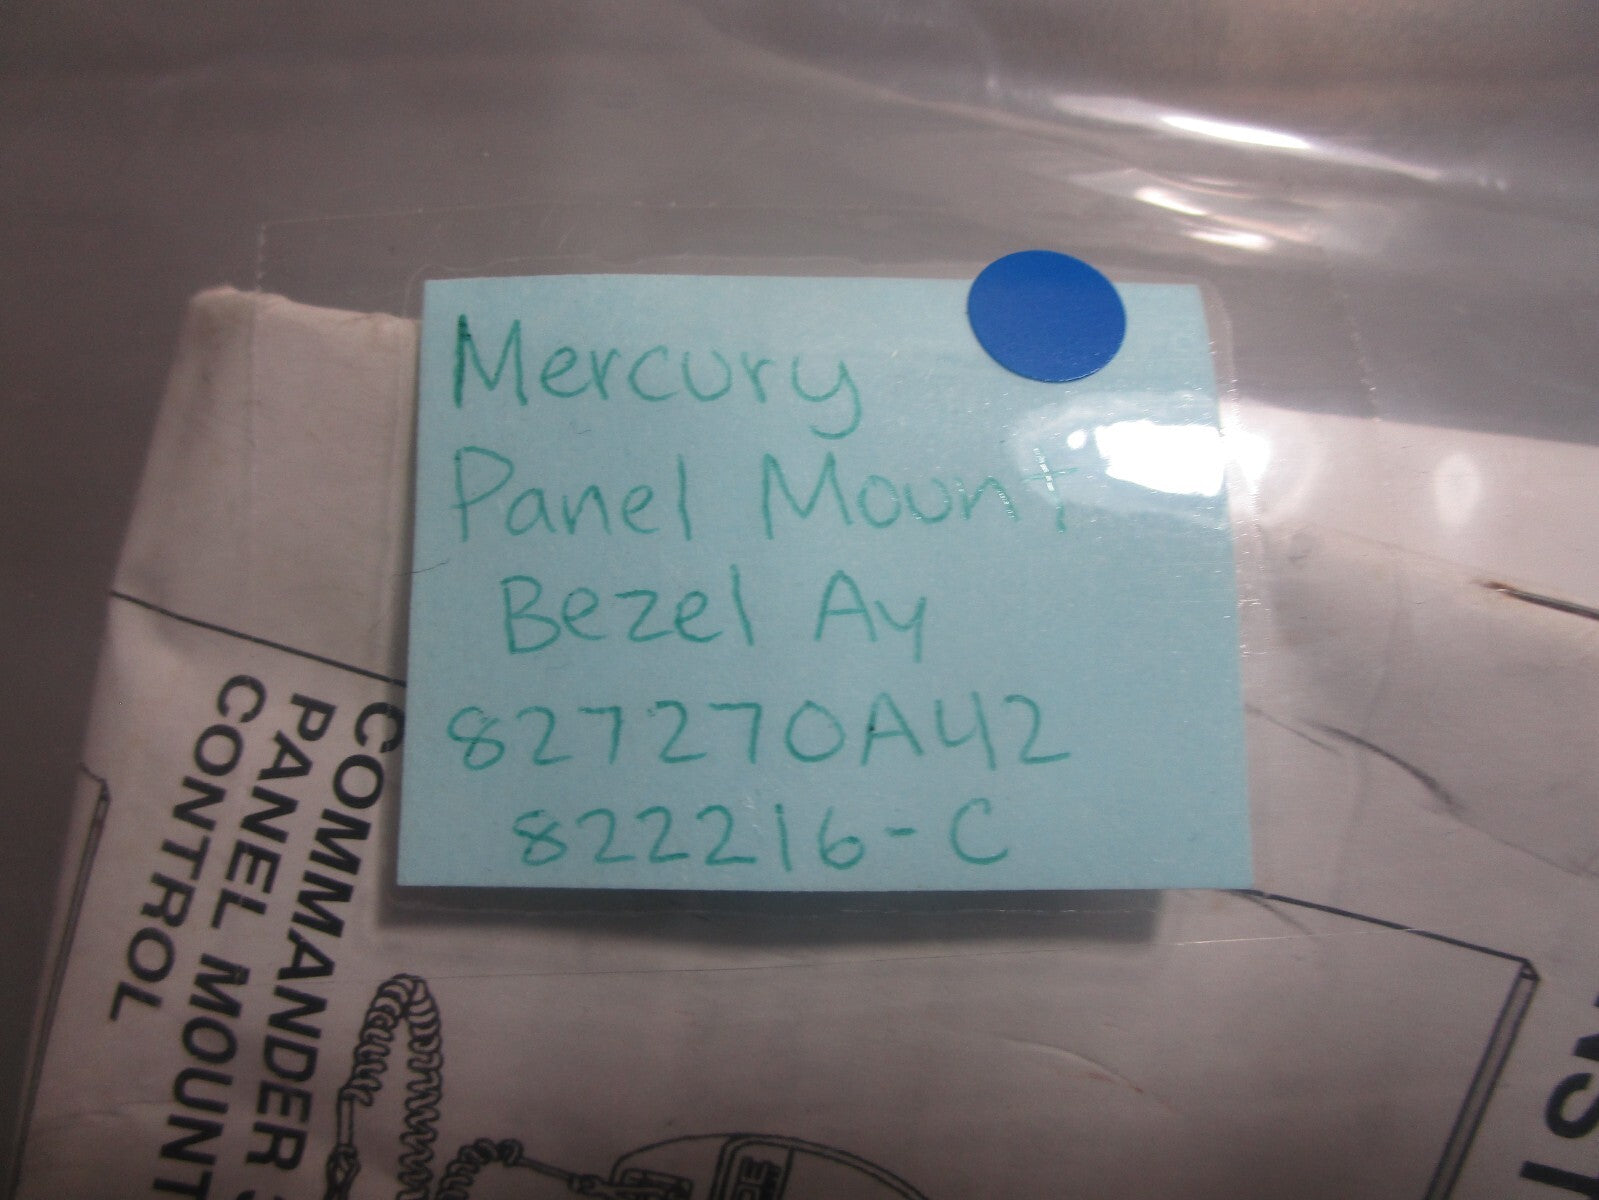 Mercury
Panel Mount
Bezel Ay
827270A42
822216-C
COMMANDER
PANEL MOUNT
CONTROL